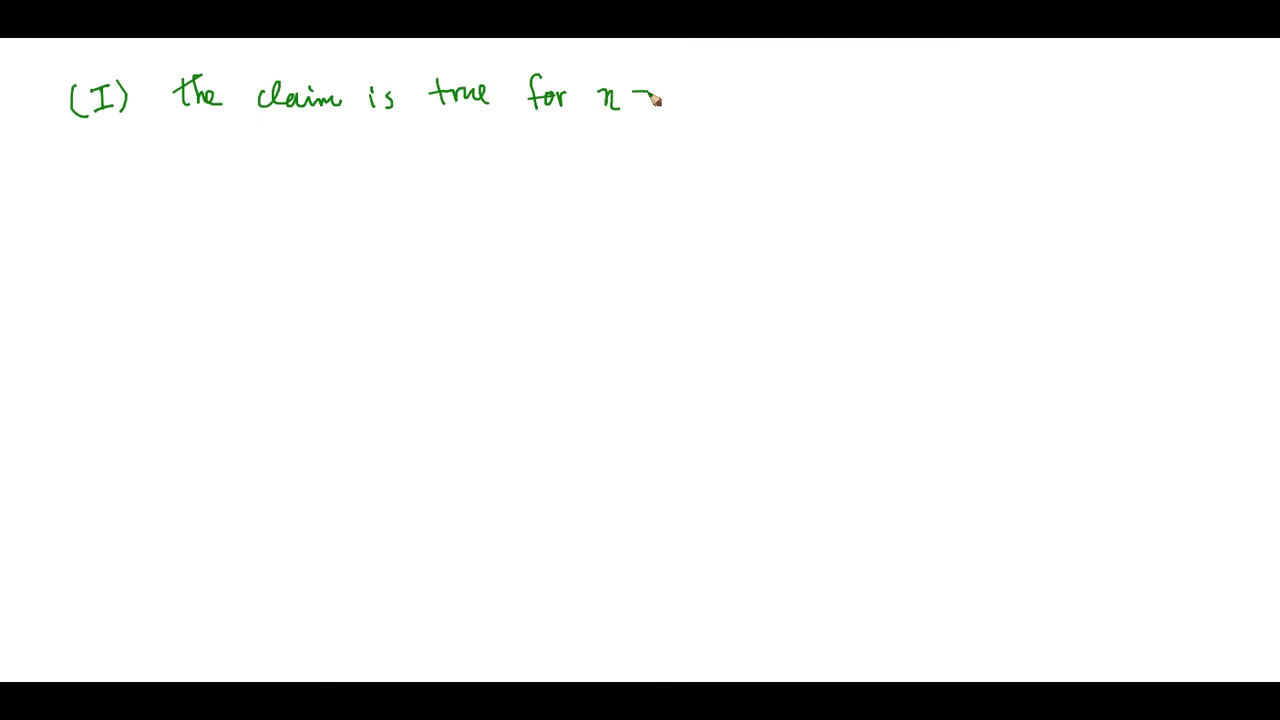 (I) the claim is true for n -